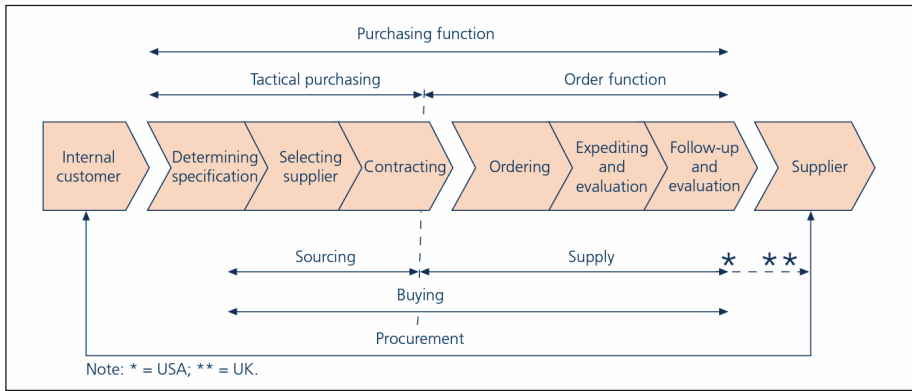 Purchasing function
Tactical purchasing
Order function
Internal
customer
Determining
specification
Selecting
supplier
Contracting
Ordering
Expediting
and
evaluation
Follow-up
and
evaluation
Supplier
Sourcing
Supply
* **
Buying
Procurement
Note: * = USA; ** = UK.